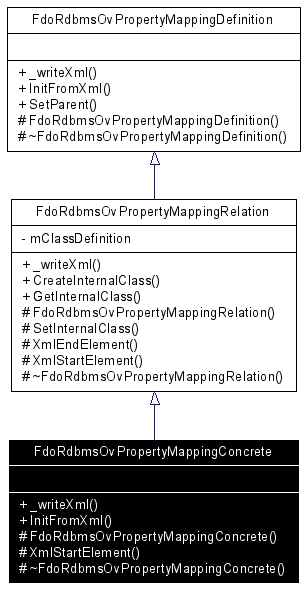 FdoRdbmsOvPropertyMappingDefinition
+ _writeXml()
+ InitFromXml()
+ SetParent()
# FdoRdbmsOvPropertyMappingDefinition()
# ~FdoRdbmsOvPropertyMappingDefinition()
FdoRdbmsOvPropertyMappingRelation
- mClassDefinition
+ _writeXml()
+ CreateInternalClass()
+ GetInternalClass()
# FdoRdbmsOvPropertyMappingRelation()
# SetInternalClass()
# XmlEndElement()
# XmlStartElement()
# ~FdoRdbmsOvPropertyMappingRelation()
FdoRdbmsOvPropertyMappingConcrete
+ _writeXml()
+ InitFromXml()
# FdoRdbmsOvPropertyMappingConcrete()
# XmlStartElement()
# ~FdoRdbmsOvPropertyMappingConcrete()